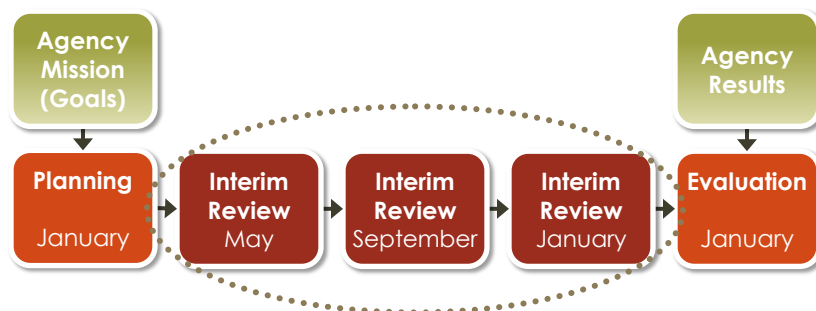 Agency
Mission
(Goals)
Agency
Results
Planning
January
Interim
Review
May
Interim
Review
September
Interim
Review
January
Evaluation
January